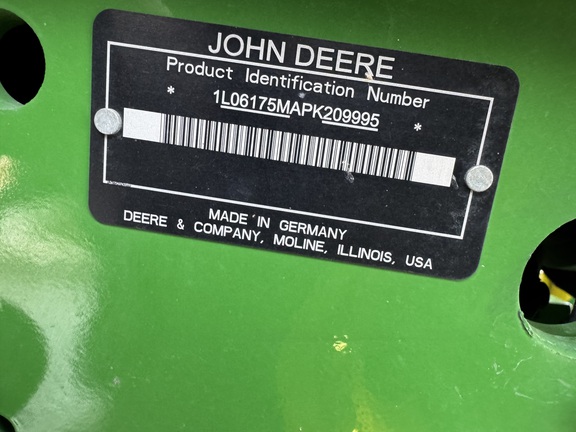 JOHN DEERE
Product Identification Number
* 1L06175MAPK209995 *
MADE IN GERMANY
DEERE & COMPANY, MOLINE, ILLINOIS, USA